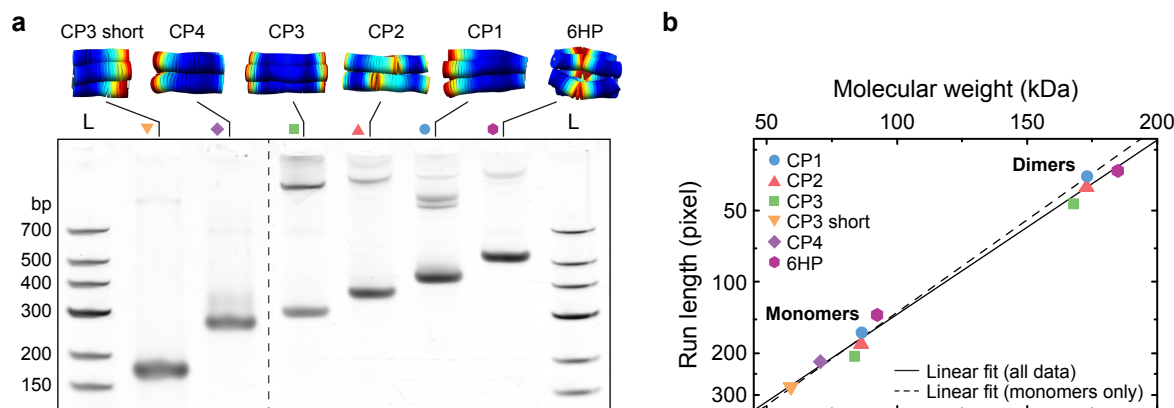 a
CP3 short CP4 CP3 CP2 CP1 6HP
L L
bp
700
500
400
300
200
150
b
Molecular weight (kDa)
50 100 150 200
Run length (pixel)
50
100
200
300
CP1
CP2
CP3
CP3 short
CP4
6HP
Dimers
Monomers
Linear fit (all data)
Linear fit (monomers only)